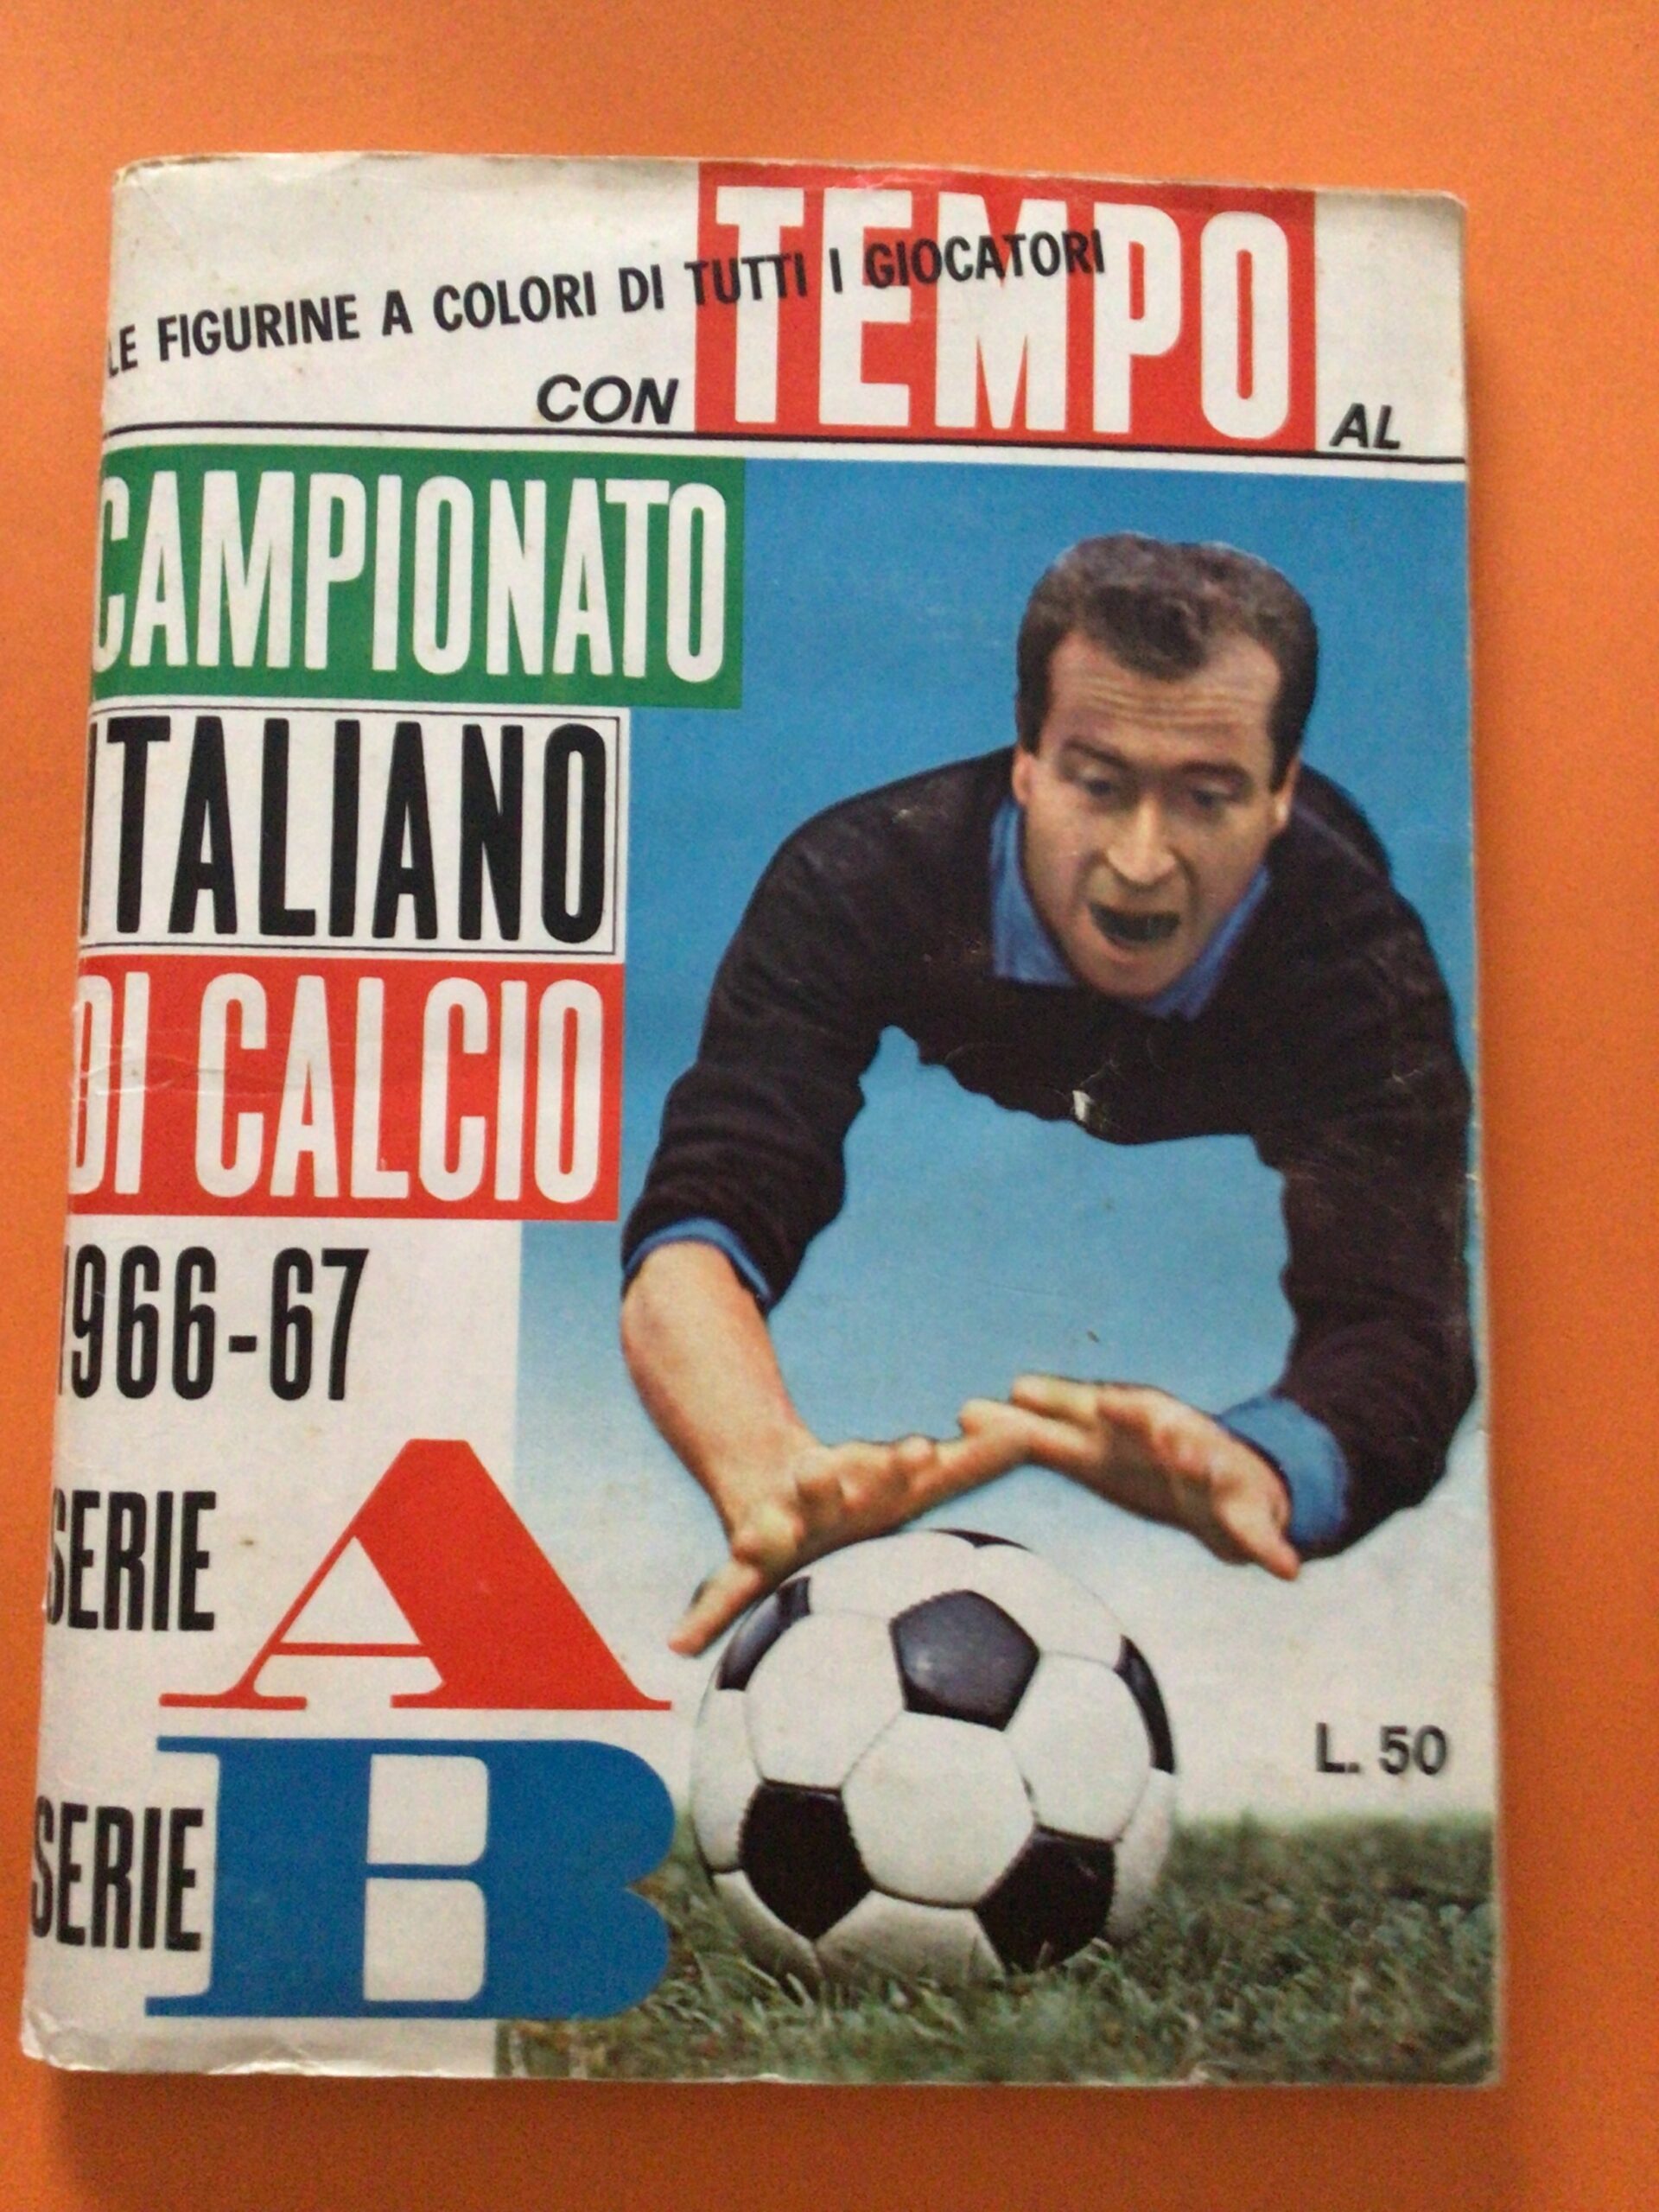 LE FIGURINE A COLORI DI TUTTI I GIOCATORI
CON TEMPO AL
CAMPIONATO
ITALIANO
DI CALCIO
1966-67
SERIE A
SERIE B
L. 50